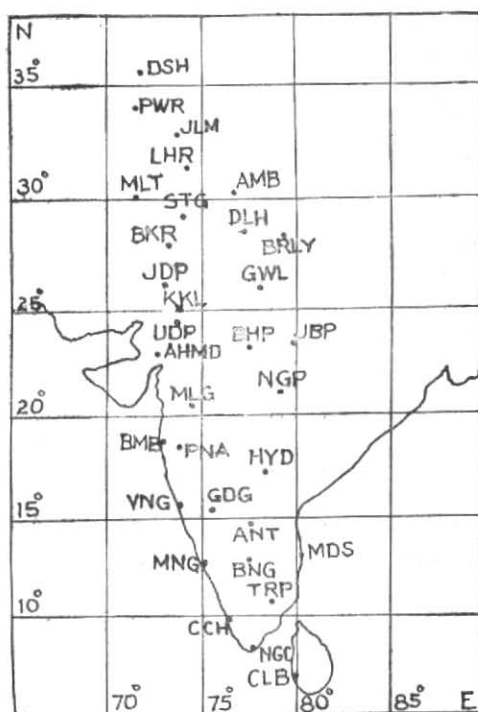 N
35°
DSH
PWR
JLM
LHR
30°
MLT
AMB
STG
DLH
BKR
BRLY
JDP
GWL
KKL
25°
UDP
BHP
JBP
AHMD
MLG
NGP
20°
BMB
PNA
HYD
15°
VNG
GDG
ANT
MDS
MNG
BNG
TRP
10°
CCH
NGC
CLB
70°
75°
80°
85°
E